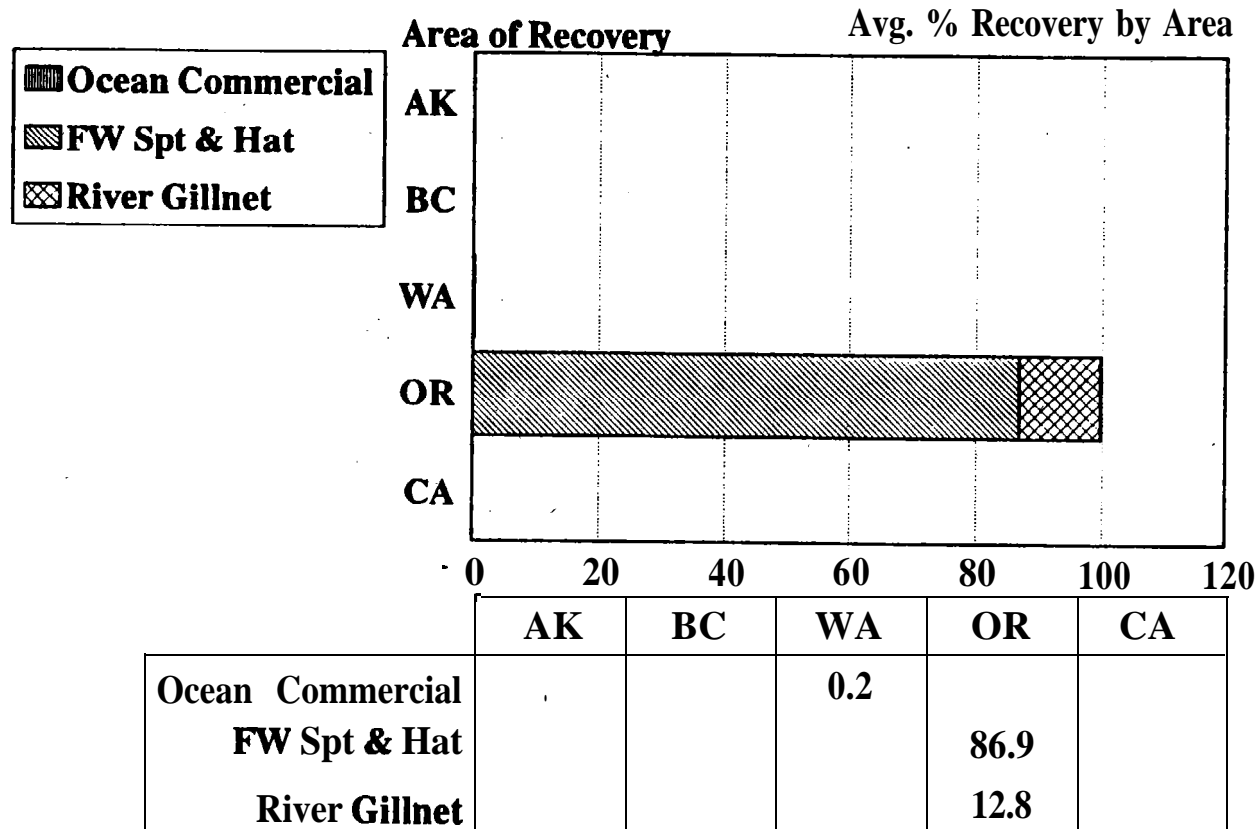 Area of Recovery
Avg. % Recovery by Area
Ocean Commercial
FW Spt & Hat
River Gillnet
AK
BC
WA
OR
CA
0 20 40 60 80 100 120
AK BC WA OR CA
Ocean Commercial 0.2
FW Spt & Hat 86.9
River Gillnet 12.8